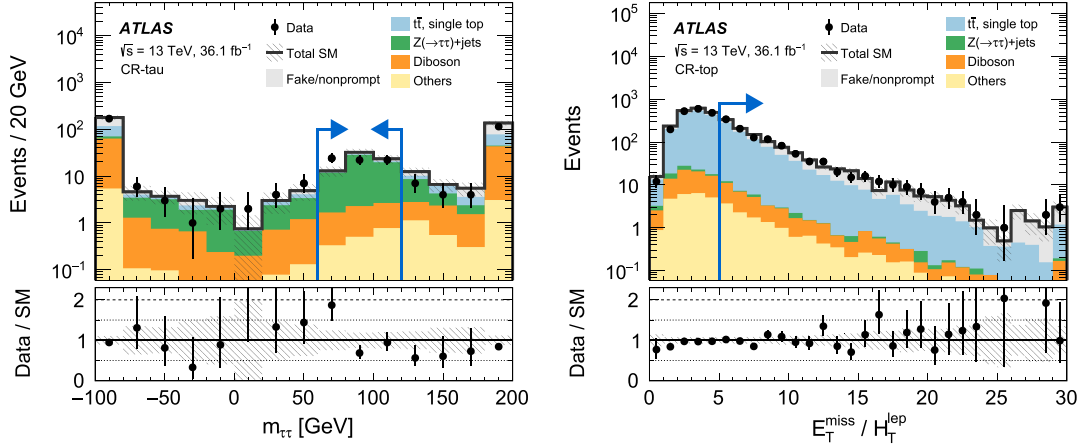 ATLAS
√s = 13 TeV, 36.1 fb⁻¹
CR-tau
Data
Total SM
Fake/nonprompt
tt̄, single top
Z(→ττ)+jets
Diboson
Others
Events / 20 GeV
10⁴
10³
10²
10
1
10⁻¹
Data / SM
2
1
0
−100 −50 0 50 100 150 200
m_ττ [GeV]
ATLAS
√s = 13 TeV, 36.1 fb⁻¹
CR-top
Data
Total SM
Fake/nonprompt
tt̄, single top
Z(→ττ)+jets
Diboson
Others
Events
10⁵
10⁴
10³
10²
10
1
10⁻¹
Data / SM
2
1
0
0 5 10 15 20 25 30
E_T^miss / H_T^lep